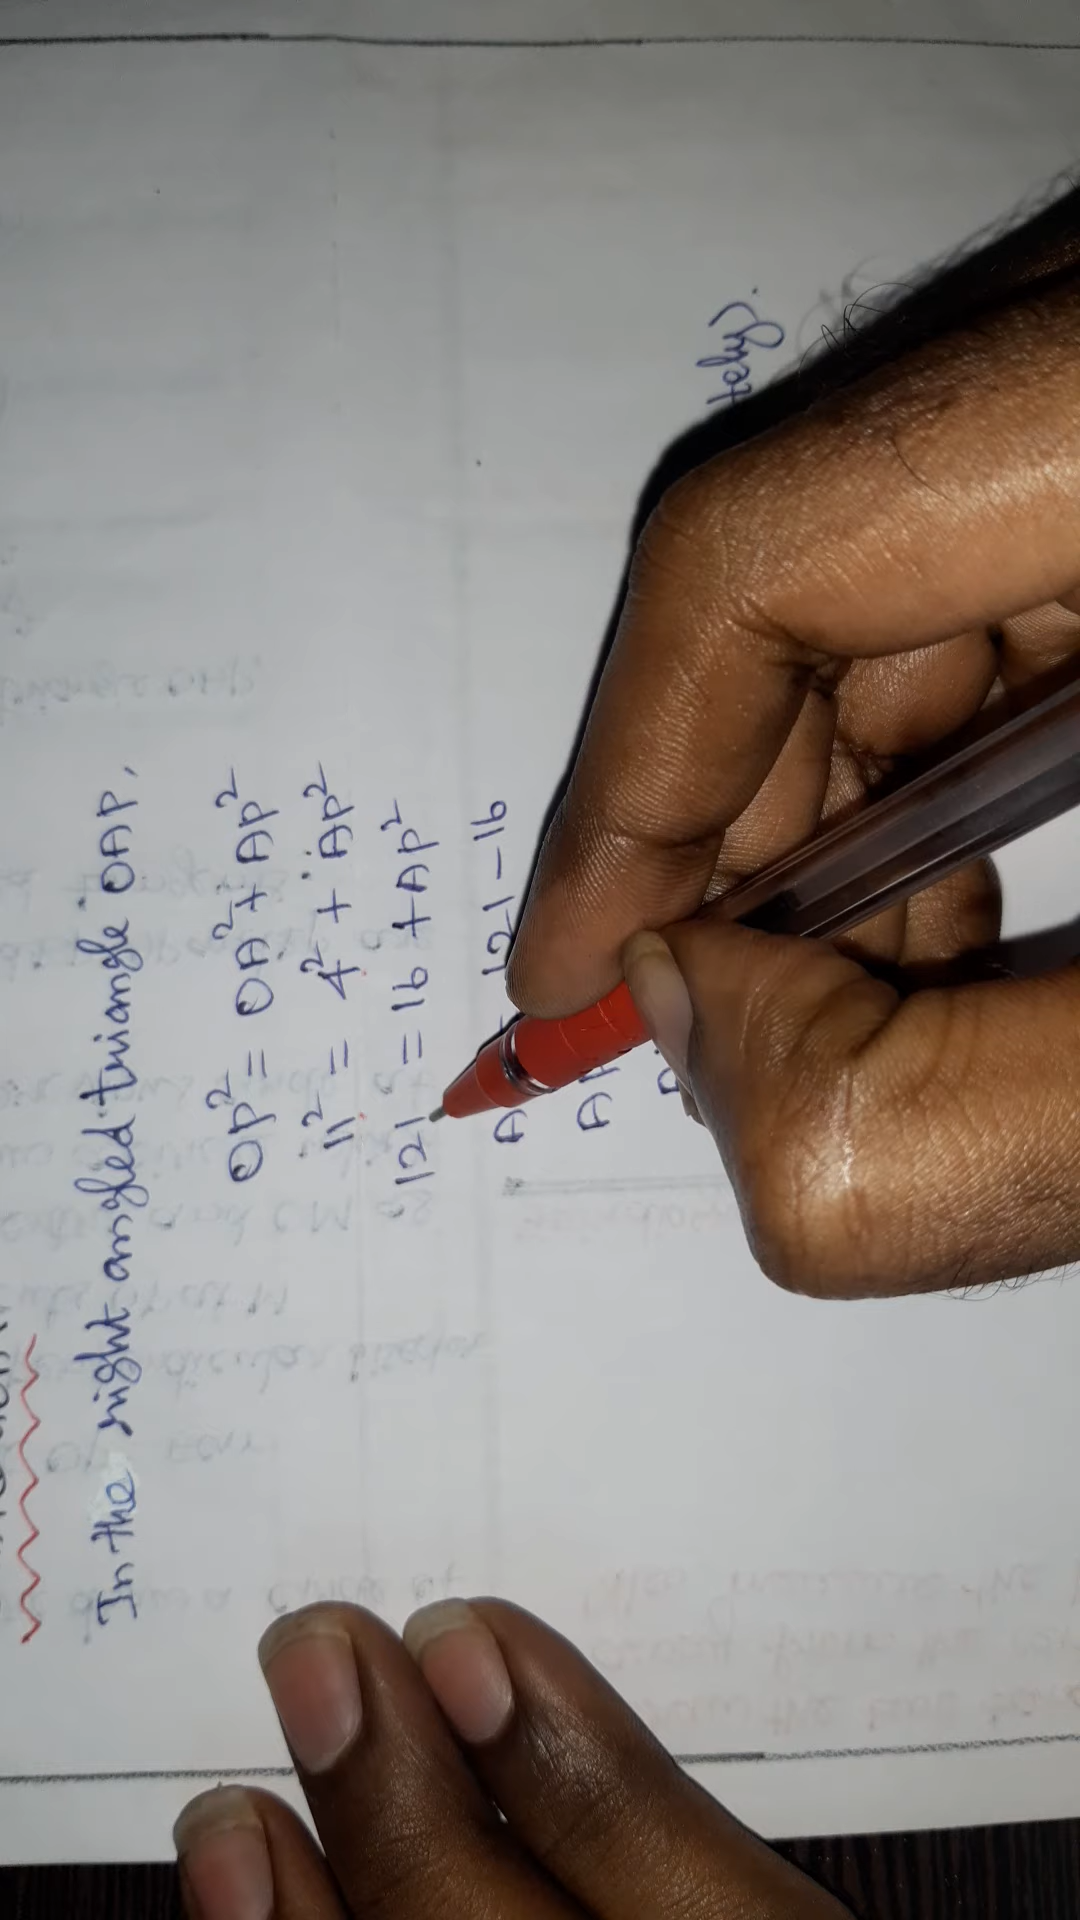 In the right angled triangle OAP,
OP² = OA² + AP²
11² = 4² + AP²
121 = 16 + AP²
A 121 - 16
A
tely.